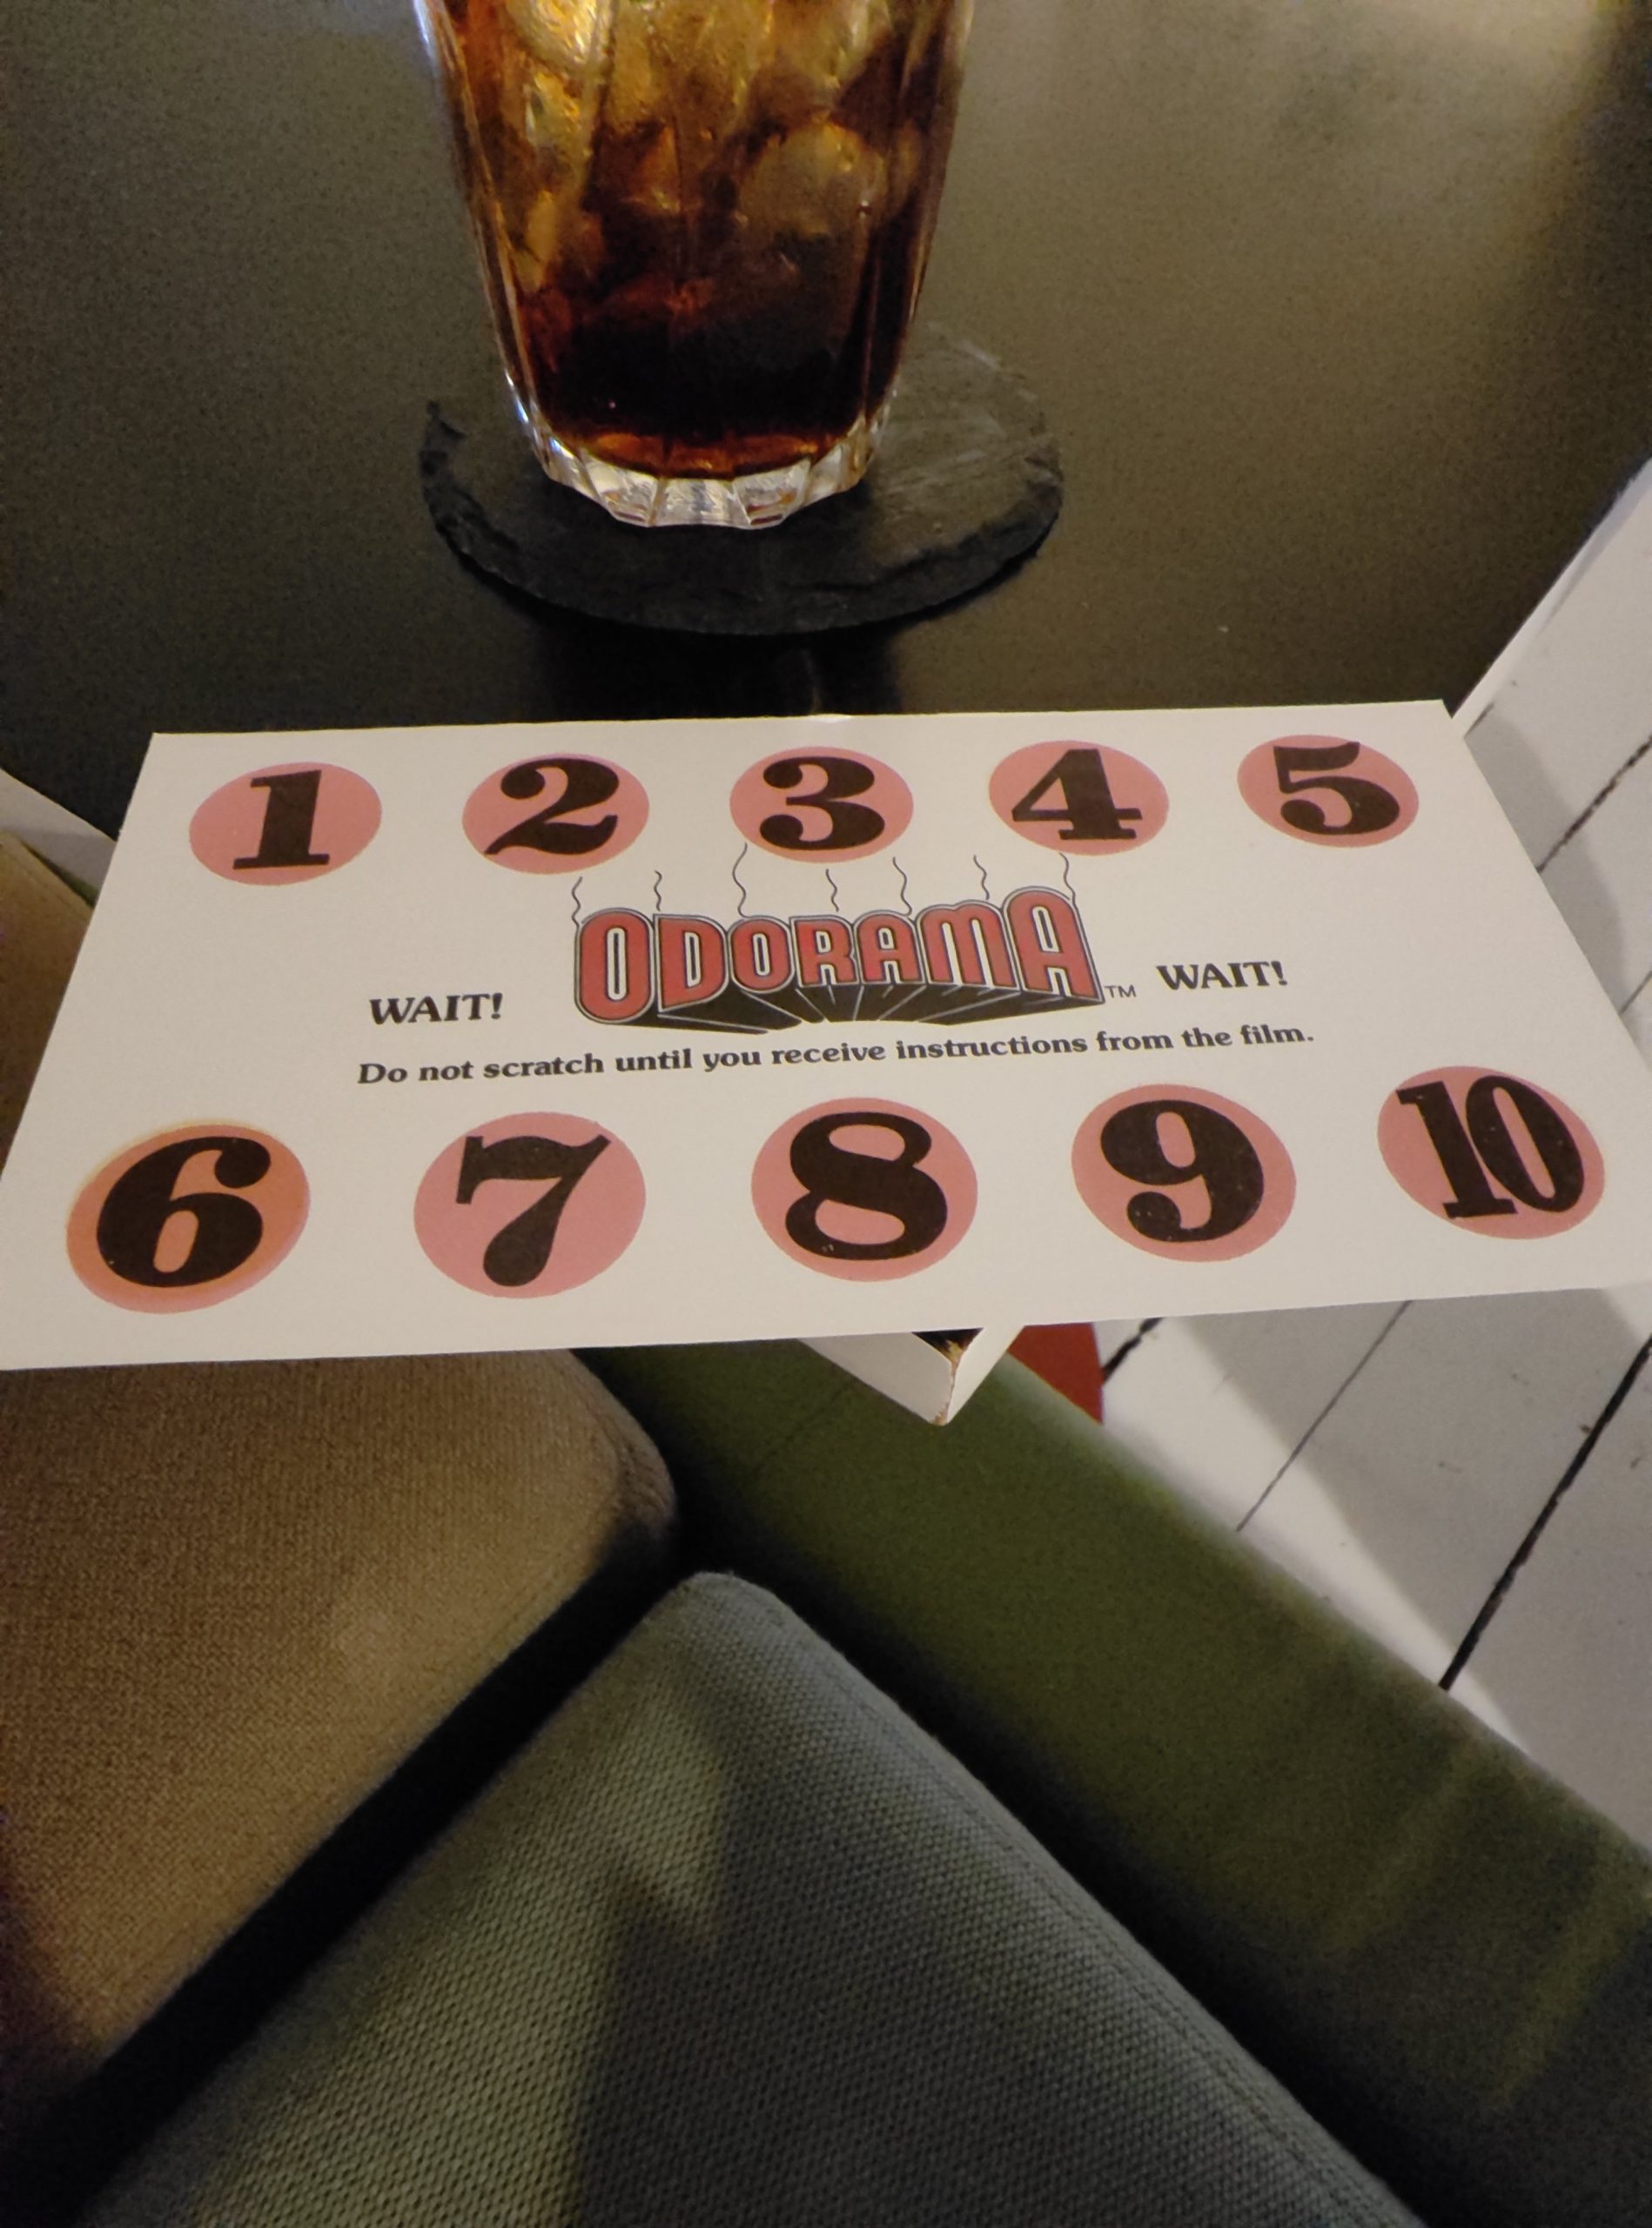 1 2 3 4 5
ODORAMA™
WAIT! WAIT!
Do not scratch until you receive instructions from the film.
6 7 8 9 10